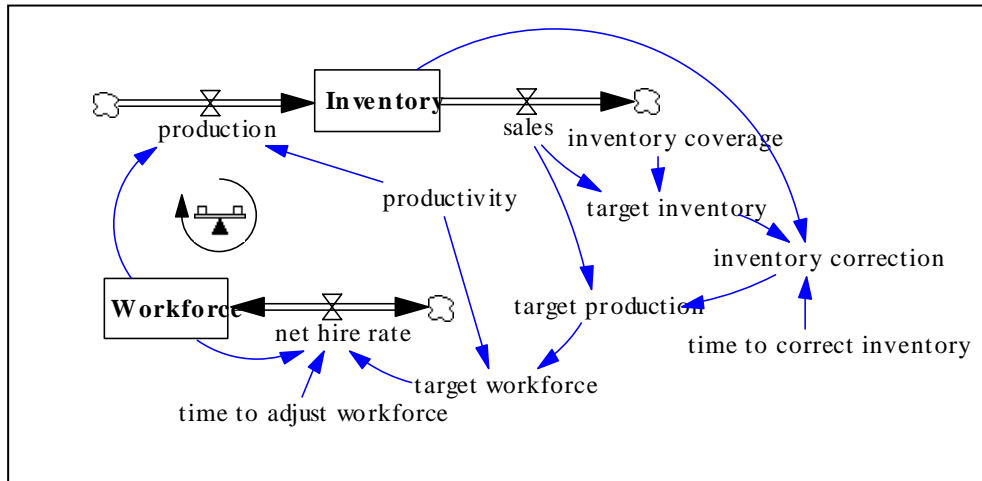 Inventory
production
sales
inventory coverage
productivity
target inventory
inventory correction
Workforce
target production
net hire rate
time to correct inventory
target workforce
time to adjust workforce